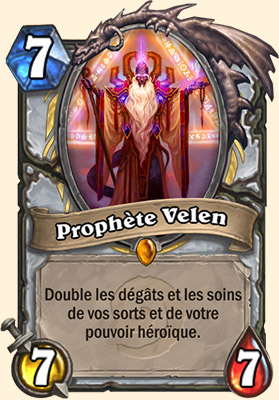 7
Prophète Velen
Double les dégâts et les soins
de vos sorts et de votre
pouvoir héroïque.
7 7